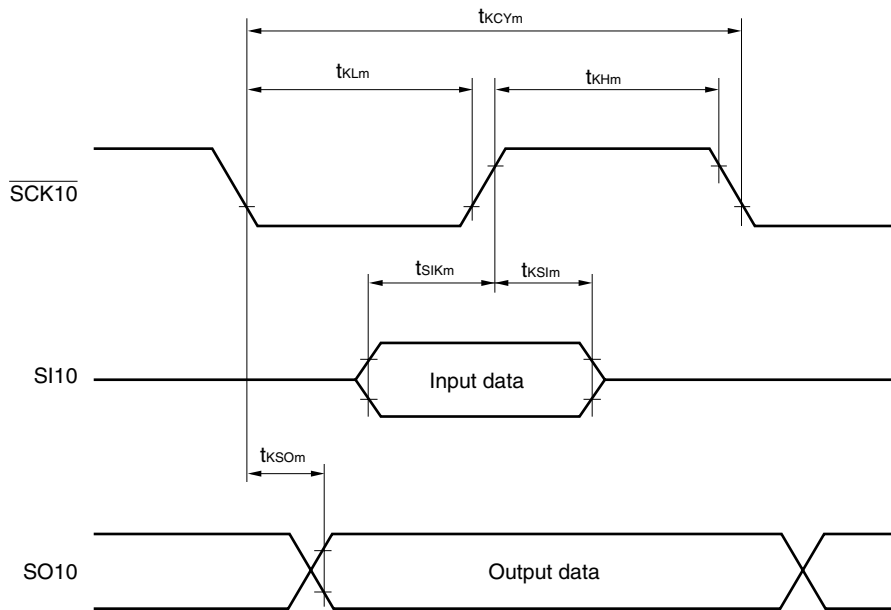 tKCYm
tKLm
tKHm
SCK10
tSIKm
tKSIm
SI10
Input data
tKSOm
SO10
Output data